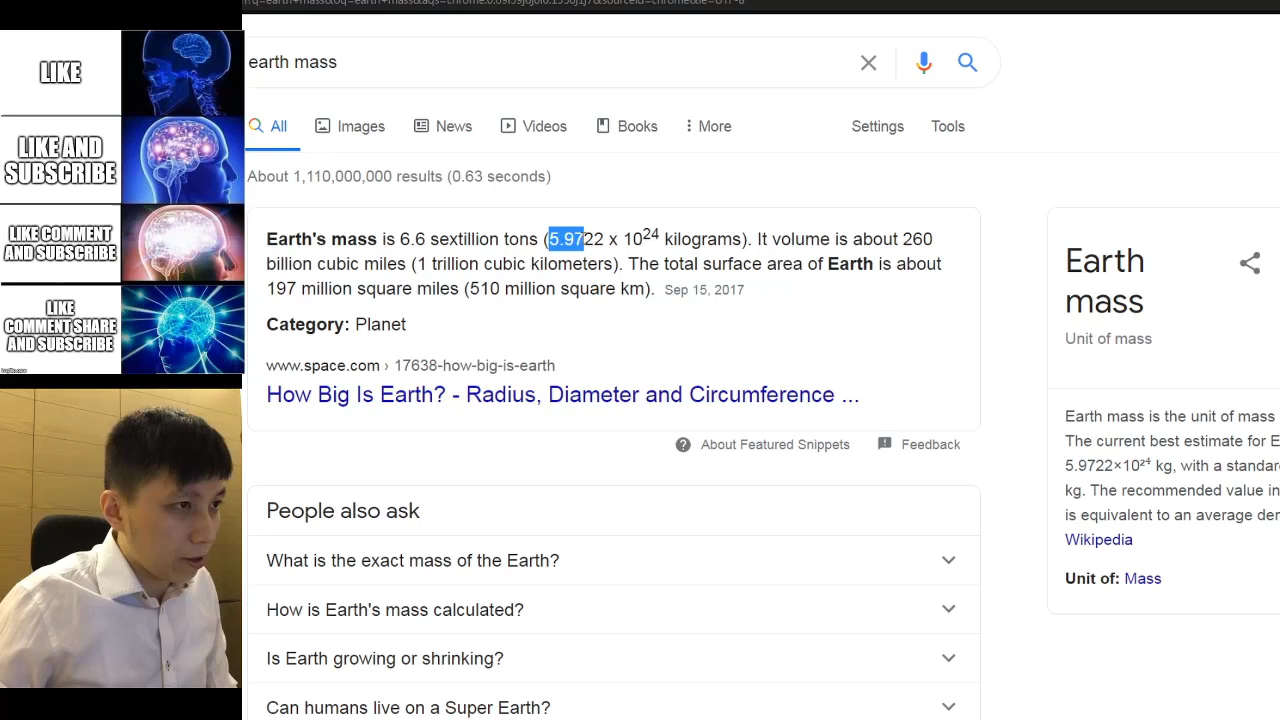 earth mass
All
Images
News
Videos
Books
More
Settings
Tools
About 1,110,000,000 results (0.63 seconds)
LIKE
LIKE AND
SUBSCRIBE
LIKE COMMENT
AND SUBSCRIBE
LIKE
COMMENT SHARE
AND SUBSCRIBE
Earth's mass is 6.6 sextillion tons (5.9722 x 10²⁴ kilograms). It volume is about 260
billion cubic miles (1 trillion cubic kilometers). The total surface area of Earth is about
197 million square miles (510 million square km). Sep 15, 2017
Category: Planet
www.space.com › 17638-how-big-is-earth
How Big Is Earth? - Radius, Diameter and Circumference ...
About Featured Snippets
Feedback
People also ask
What is the exact mass of the Earth?
How is Earth's mass calculated?
Is Earth growing or shrinking?
Can humans live on a Super Earth?
Earth
mass
Unit of mass
Earth mass is the unit of mass
The current best estimate for E
5.9722×10²⁴ kg, with a standard
kg. The recommended value in
is equivalent to an average der
Wikipedia
Unit of: Mass